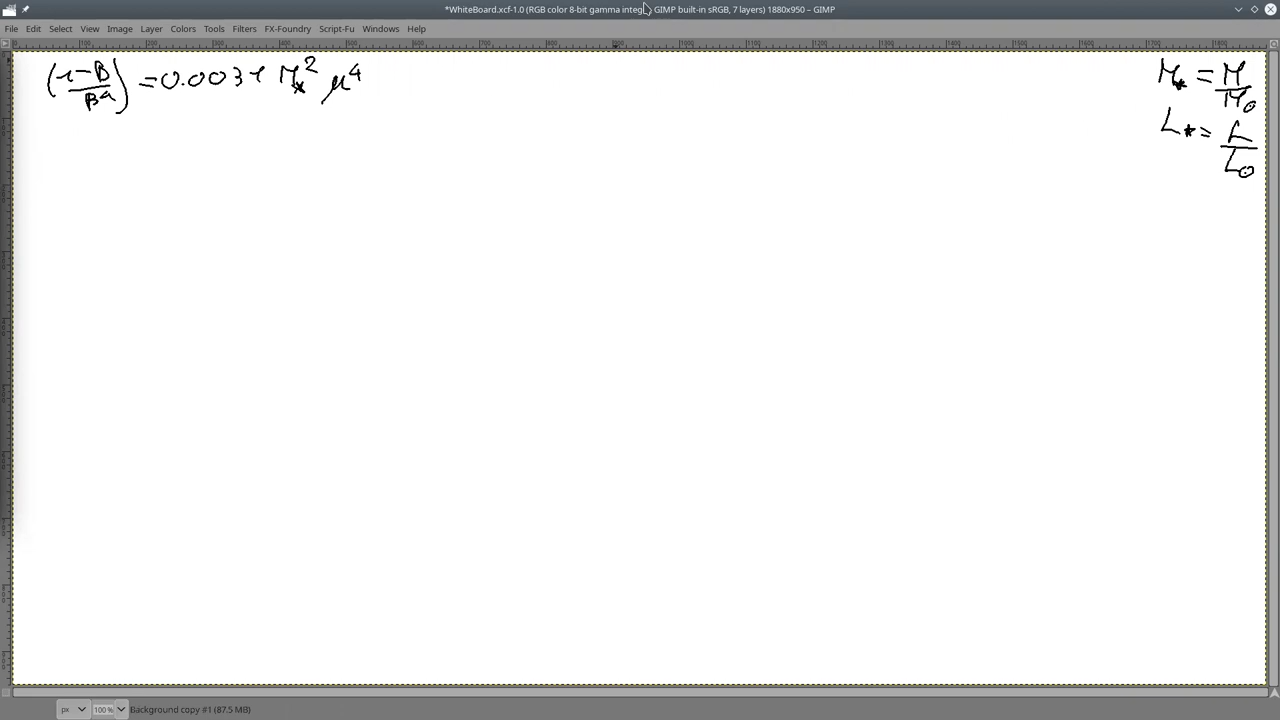 *WhiteBoard.xcf-1.0 (RGB color 8-bit gamma integ GIMP built-in sRGB, 7 layers) 1880x950 – GIMP
File Edit Select View Image Layer Colors Tools Filters FX-Foundry Script-Fu Windows Help
(1-β/β⁴) = 0.0031 M⋆² μ⁴
M⋆ = M/M⊙
L⋆ = L/L⊙
px 100% Background copy #1 (87.5 MB)